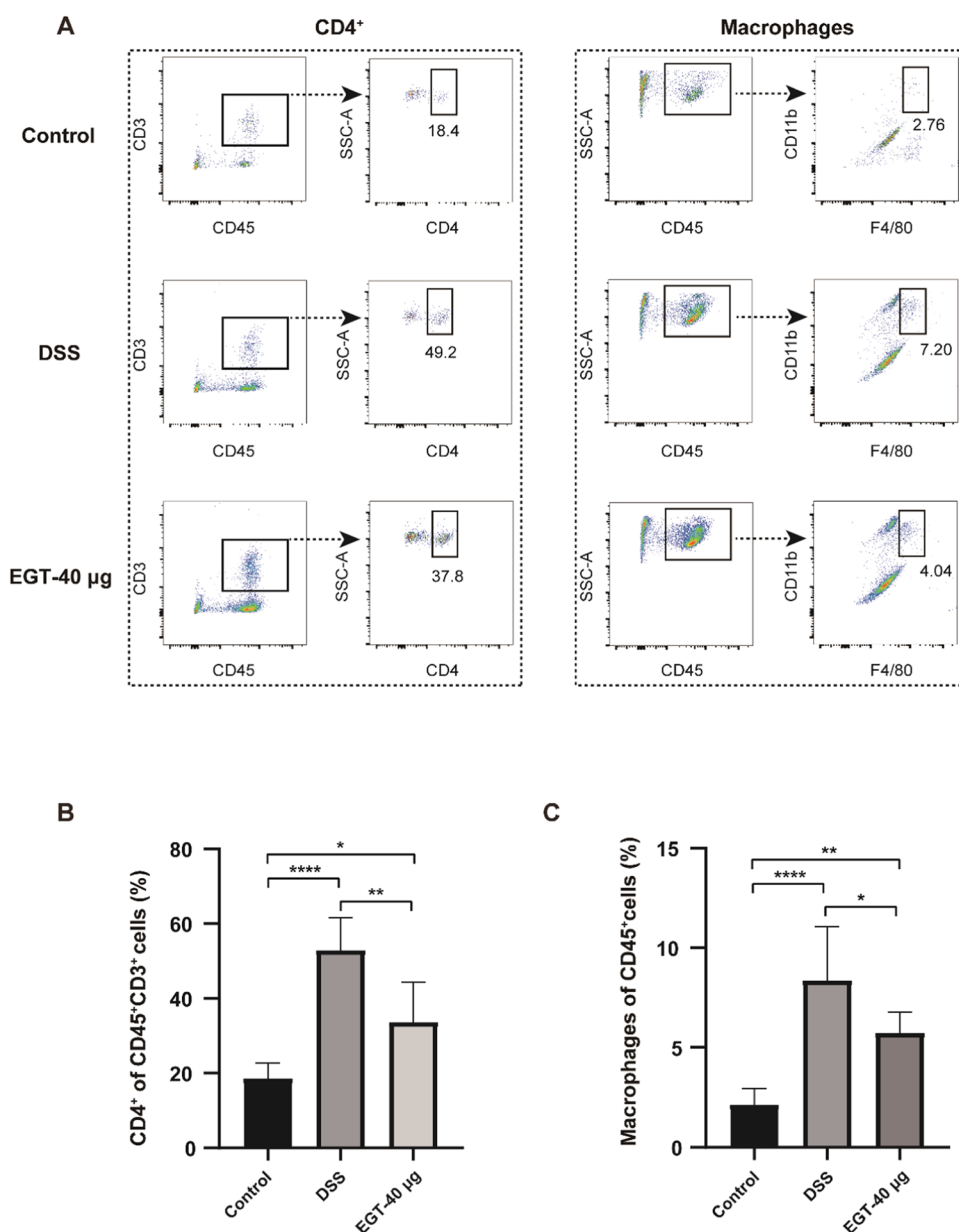 A
CD4⁺
Macrophages
Control
CD3
CD45
SSC-A
18.4
CD4
SSC-A
CD45
CD11b
2.76
F4/80
DSS
CD3
CD45
SSC-A
49.2
CD4
SSC-A
CD45
CD11b
7.20
F4/80
EGT-40 µg
CD3
CD45
SSC-A
37.8
CD4
SSC-A
CD45
CD11b
4.04
F4/80
B
CD4⁺ of CD45⁺CD3⁺ cells (%)
80
60
40
20
0
*
****
**
Control
DSS
EGT-40 µg
C
Macrophages of CD45⁺cells (%)
15
10
5
0
**
****
*
Control
DSS
EGT-40 µg